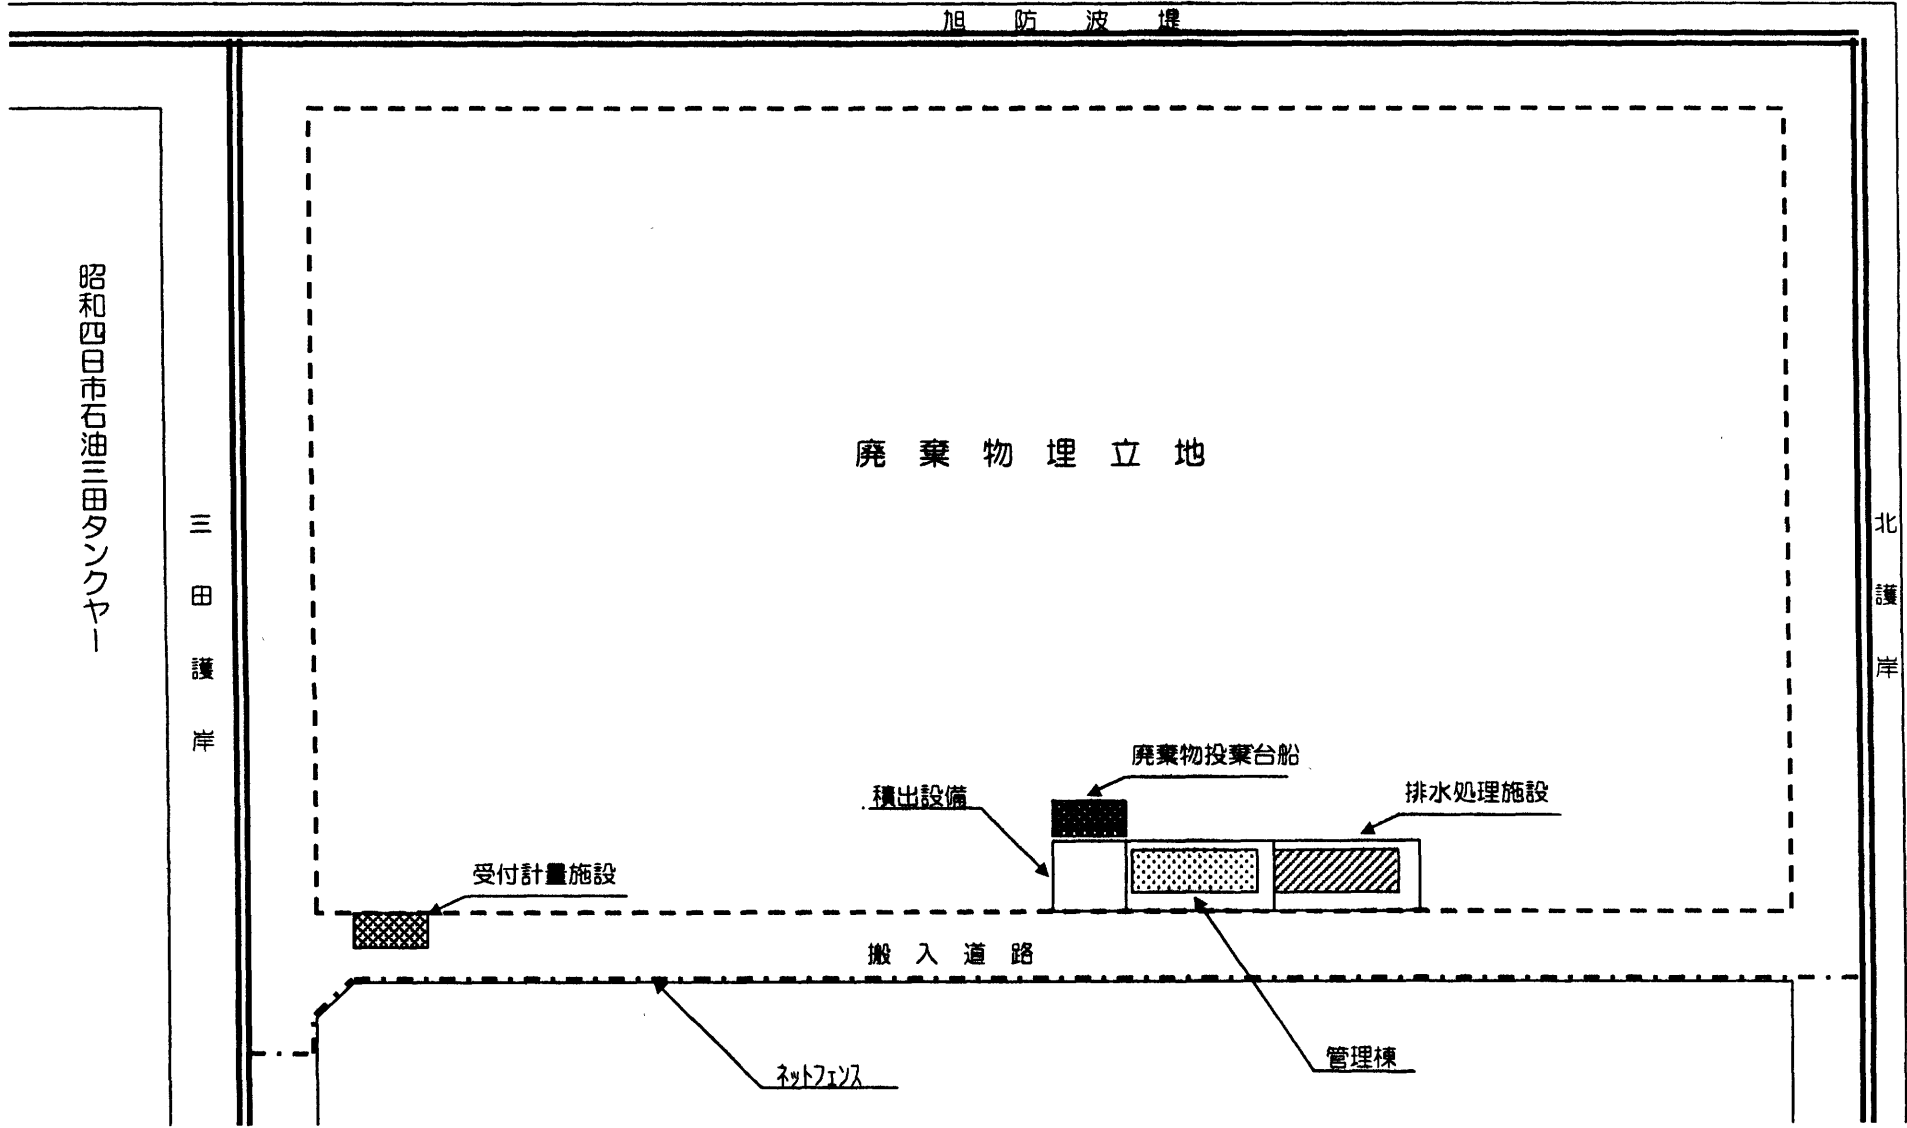 旭防波堤
昭和四日市石油三田タンクヤー
三田護岸
廃棄物埋立地
北護岸
廃棄物投棄台船
積出設備
排水処理施設
受付計量施設
搬入道路
ネットフェンス
管理棟